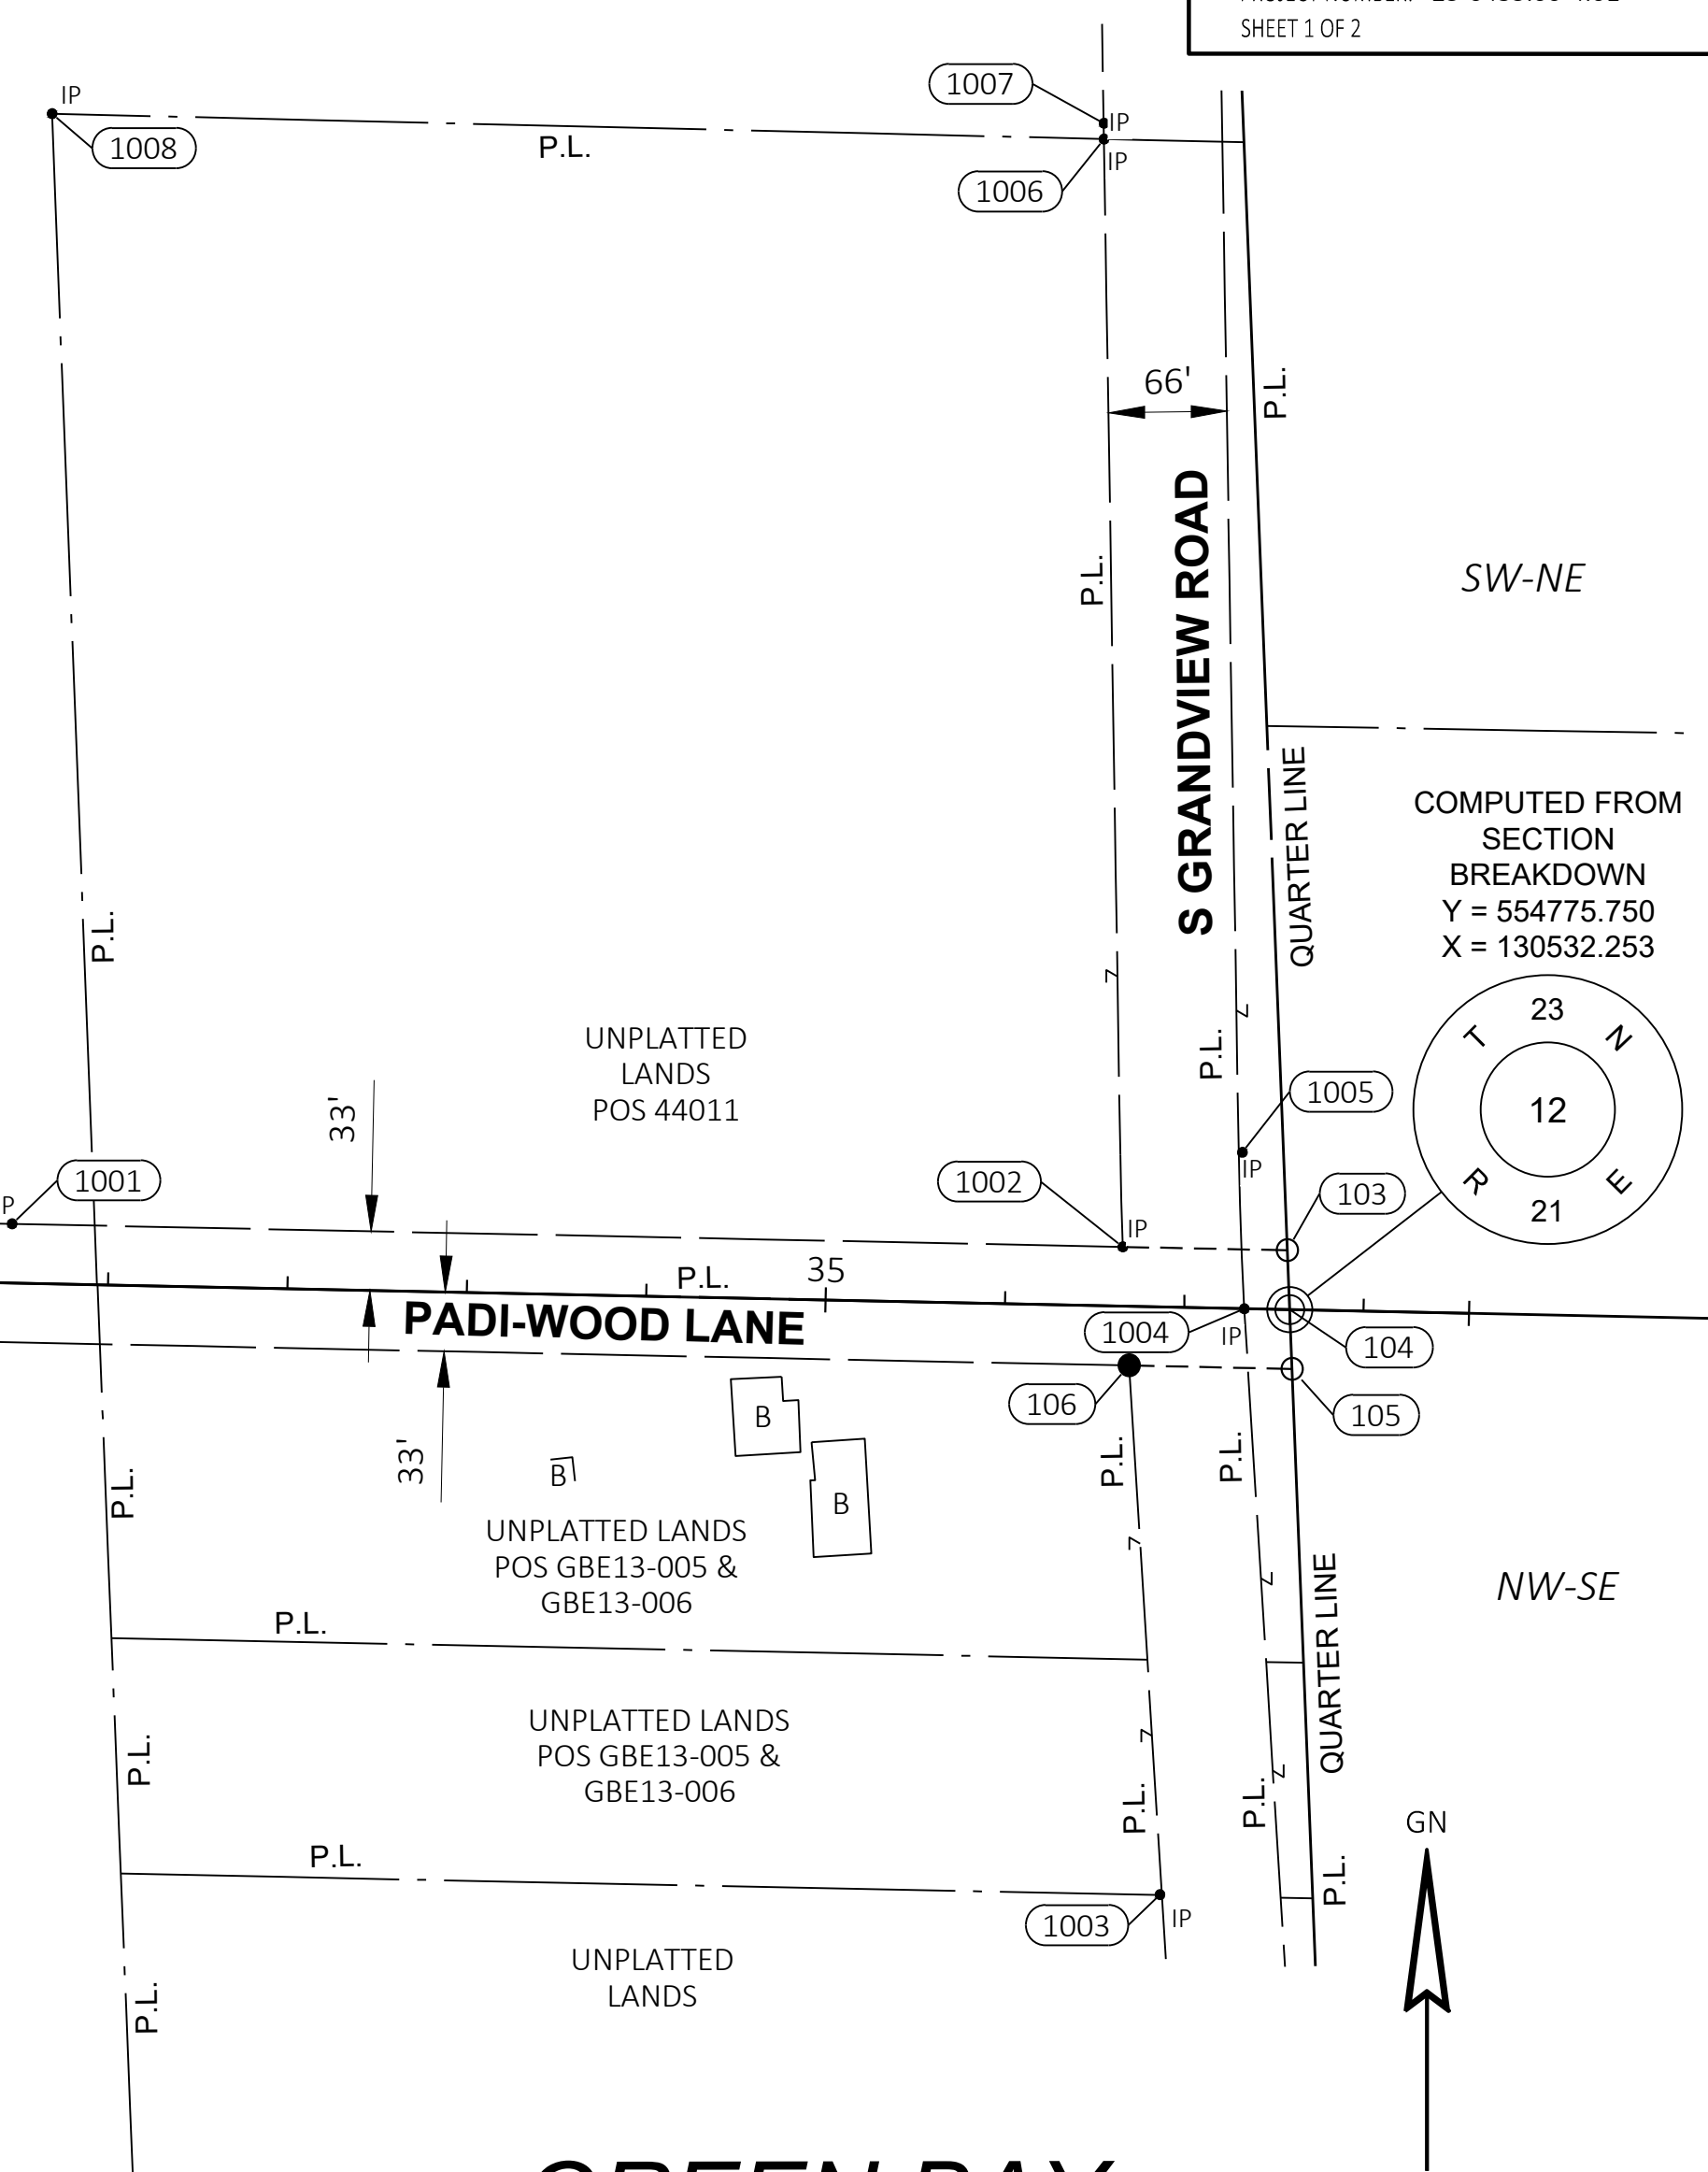 SHEET 1 OF 2
IP
1007
IP
1008
P.L.
IP
1006
66'
P.L.
S GRANDVIEW ROAD
P.L.
SW-NE
QUARTER LINE
COMPUTED FROM
SECTION
BREAKDOWN
Y = 554775.750
X = 130532.253
P.L.
T 23 N
12
R 21 E
UNPLATTED
LANDS
POS 44011
P.L.
33'
1005
IP
1001
1002
103
P
IP
P.L.
35
PADI-WOOD LANE
1004
IP
104
106
105
B
B
B
33'
P.L.
P.L.
P.L.
UNPLATTED LANDS
POS GBE13-005 &
GBE13-006
NW-SE
QUARTER LINE
P.L.
UNPLATTED LANDS
POS GBE13-005 &
GBE13-006
P.L.
P.L.
P.L.
GN
P.L.
P.L.
1003
IP
UNPLATTED
LANDS
P.L.